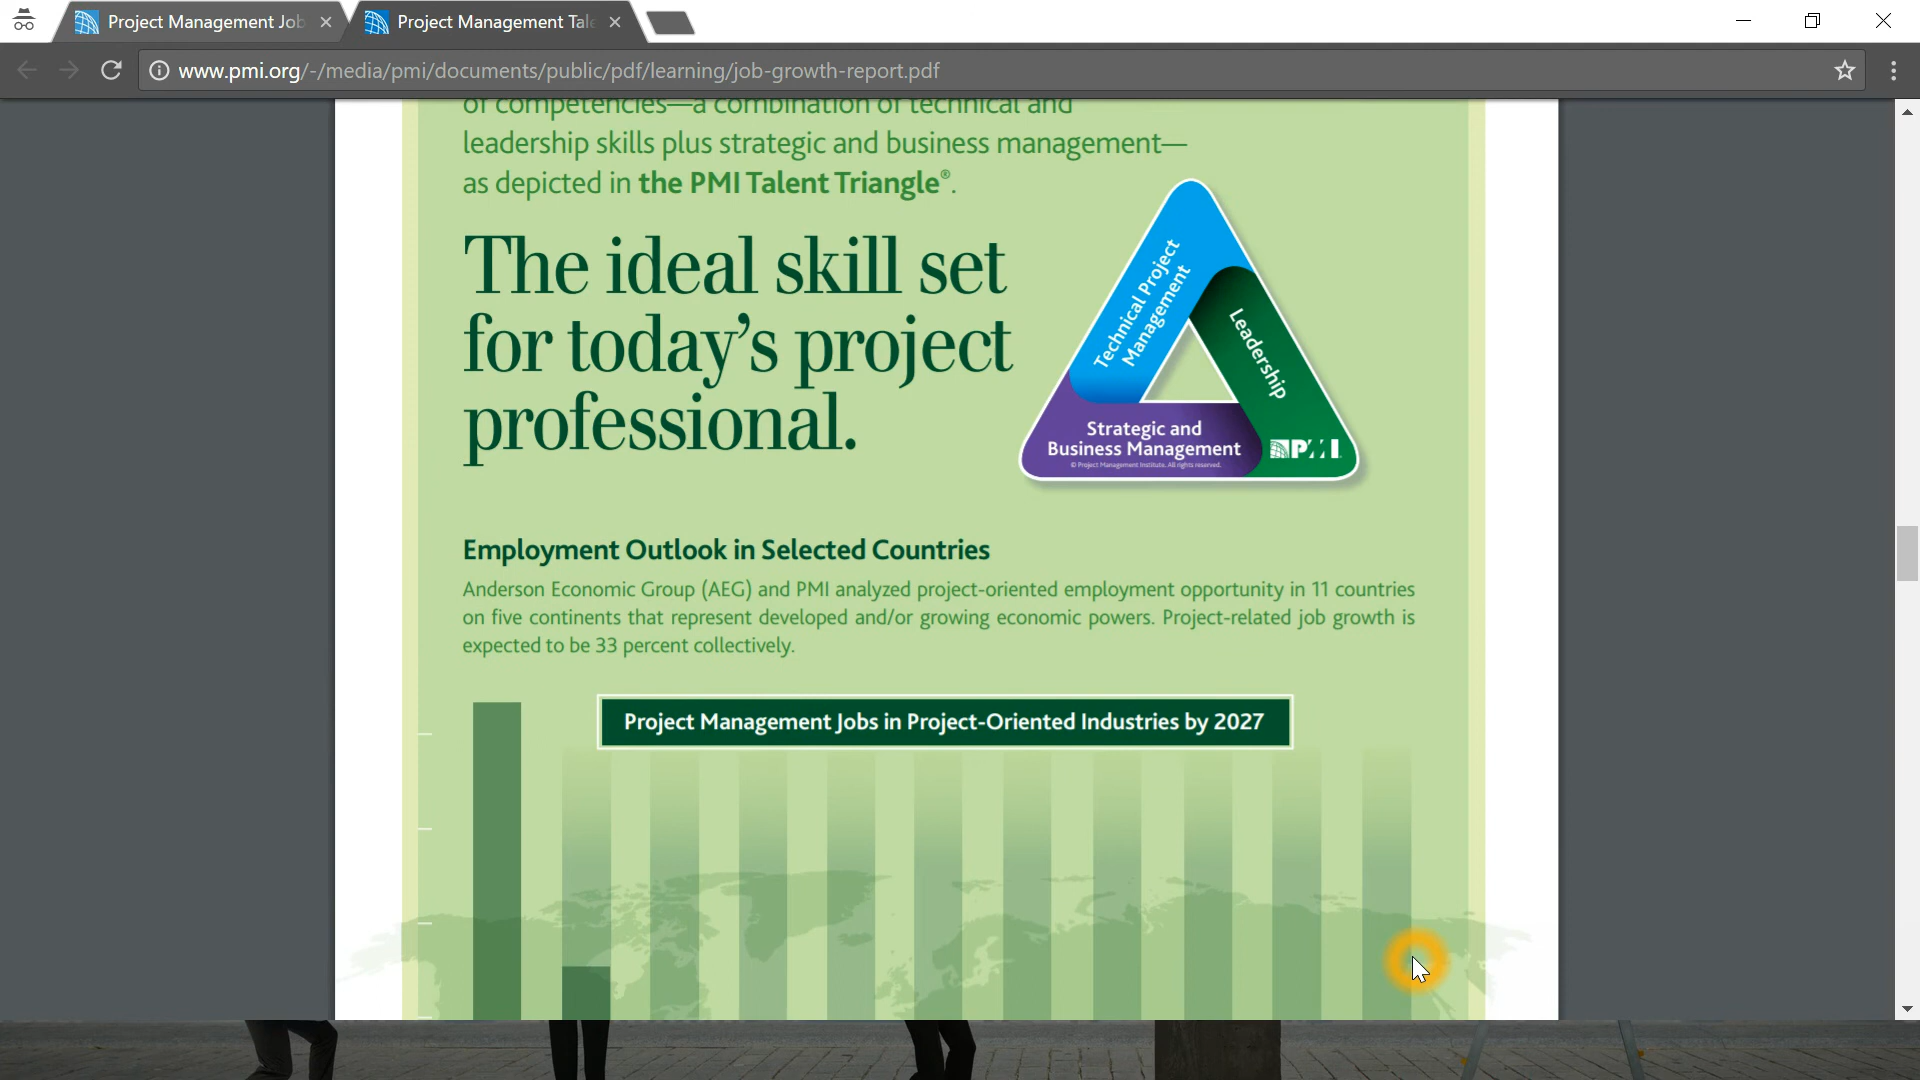 Project Management Job
Project Management Tale
www.pmi.org/-/media/pmi/documents/public/pdf/learning/job-growth-report.pdf
of competencies—a combination of technical and
leadership skills plus strategic and business management—
as depicted in the PMI Talent Triangle®.
The ideal skill set
for today's project
professional.
Technical Project
Management
Leadership
Strategic and
Business Management
© Project Management Institute. All rights reserved.
PMI
Employment Outlook in Selected Countries
Anderson Economic Group (AEG) and PMI analyzed project-oriented employment opportunity in 11 countries
on five continents that represent developed and/or growing economic powers. Project-related job growth is
expected to be 33 percent collectively.
Project Management Jobs in Project-Oriented Industries by 2027